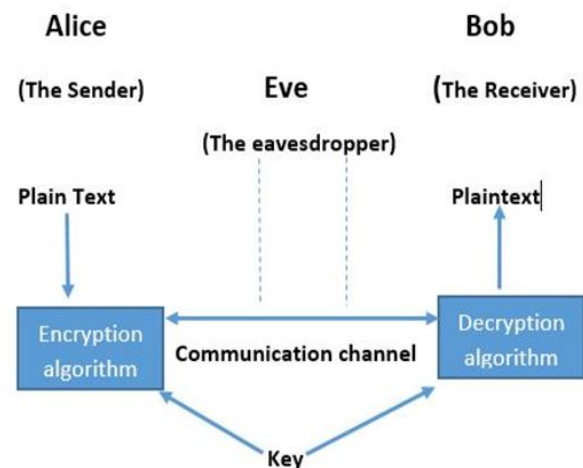 Alice
Bob
(The Sender)
Eve
(The Receiver)
(The eavesdropper)
Plain Text
Plaintext
Encryption
algorithm
Decryption
algorithm
Communication channel
Key